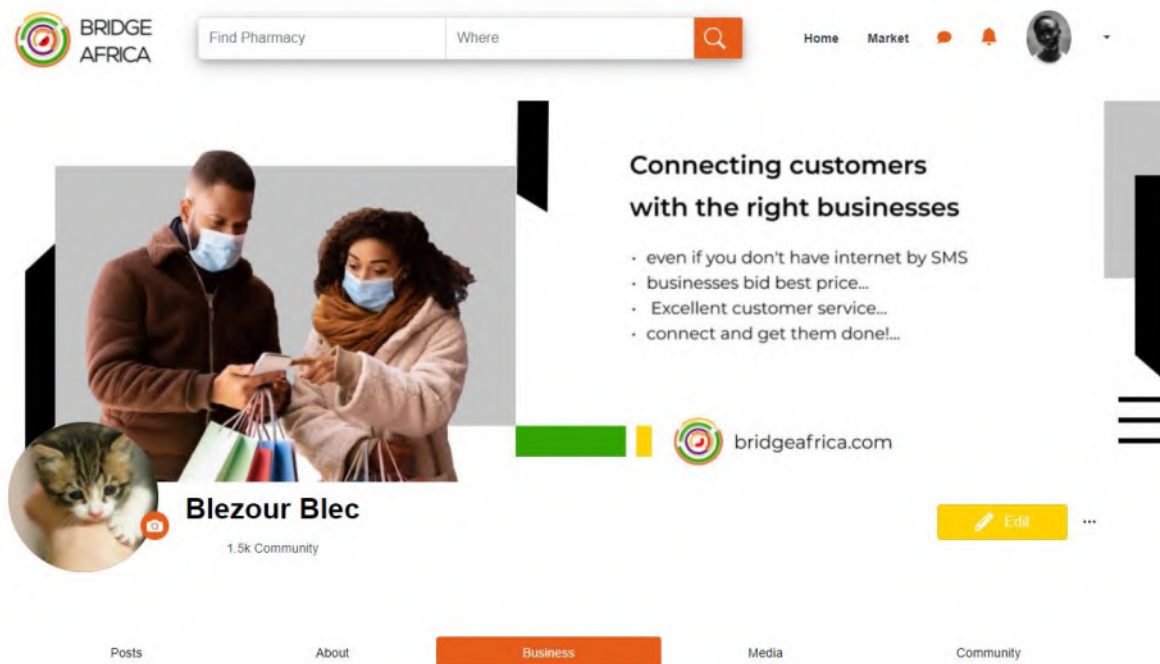 BRIDGE
AFRICA
Find Pharmacy
Where
Home
Market
Connecting customers
with the right businesses
· even if you don't have internet by SMS
· businesses bid best price...
· Excellent customer service...
· connect and get them done!...
bridgeafrica.com
Blezour Blec
1.5k Community
Edit
Posts
About
Business
Media
Community